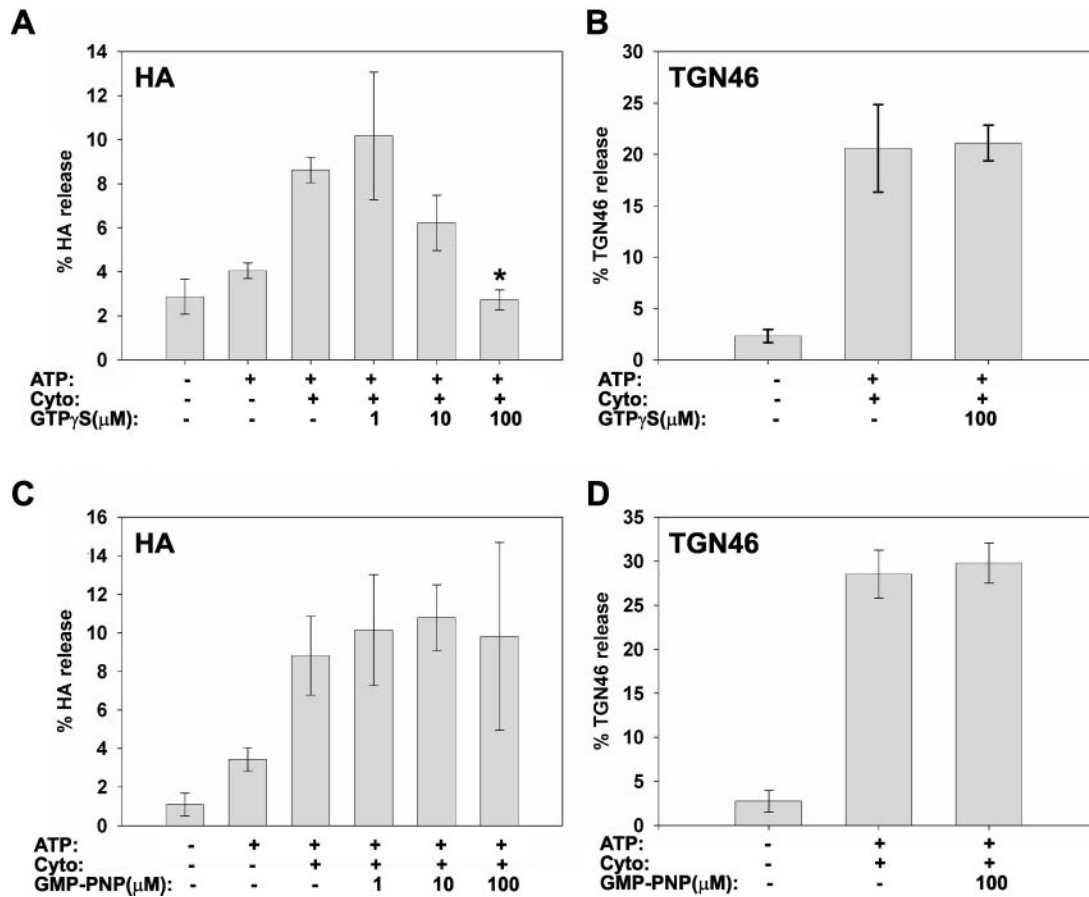 A
HA
% HA release
14
12
10
8
6
4
2
0
*
ATP: - + + + + +
Cyto: - - + + + +
GTPγS(μM): - - - 1 10 100
B
TGN46
% TGN46 release
30
25
20
15
10
5
0
ATP: - + +
Cyto: - + +
GTPγS(μM): - - 100
C
HA
% HA release
16
14
12
10
8
6
4
2
0
ATP: - + + + + +
Cyto: - - + + + +
GMP-PNP(μM): - - - 1 10 100
D
TGN46
% TGN46 release
35
30
25
20
15
10
5
0
ATP: - + +
Cyto: - + +
GMP-PNP(μM): - - 100